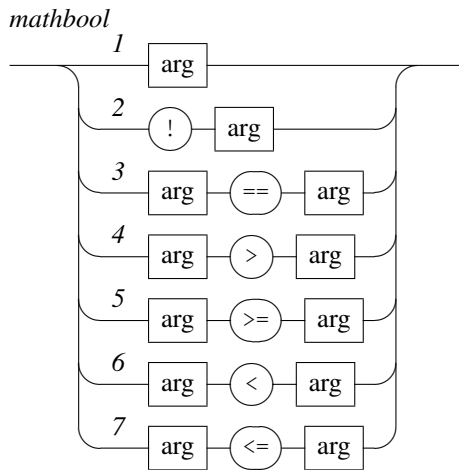 mathbool
1 arg
2 ! arg
3 arg == arg
4 arg > arg
5 arg >= arg
6 arg < arg
7 arg <= arg